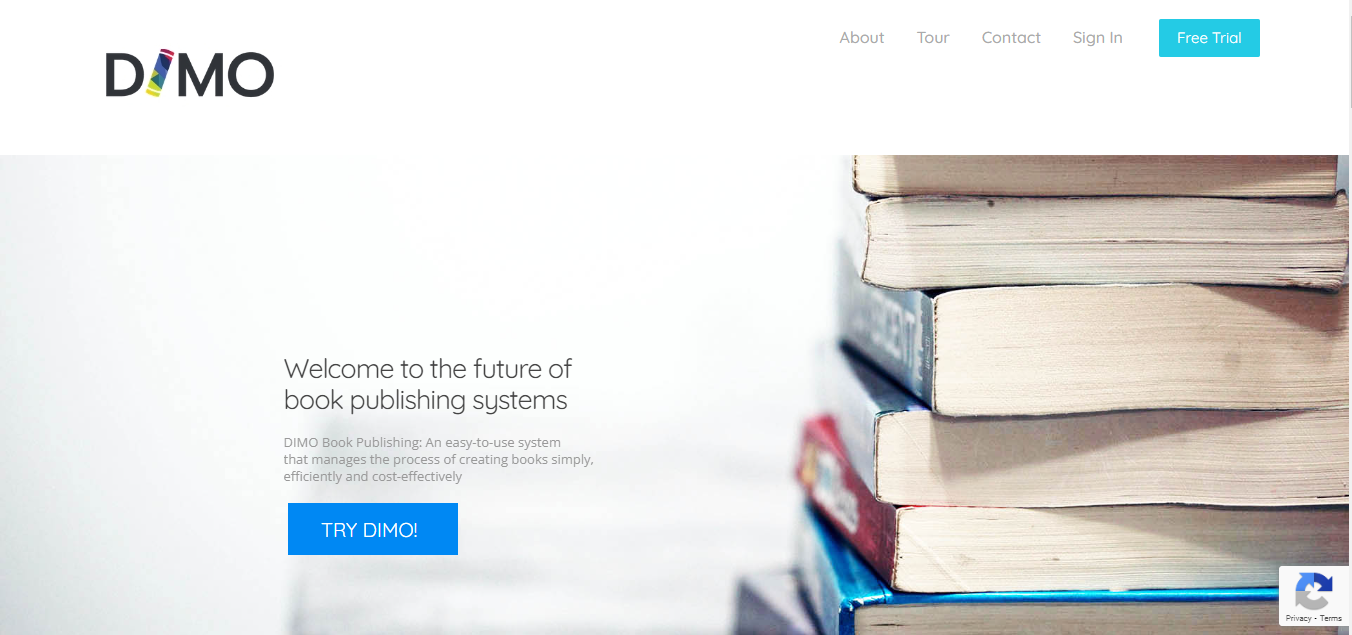 DIMO
About Tour Contact Sign In Free Trial
Welcome to the future of
book publishing systems
DIMO Book Publishing: An easy-to-use system
that manages the process of creating books simply,
efficiently and cost-effectively
TRY DIMO!
Privacy - Terms